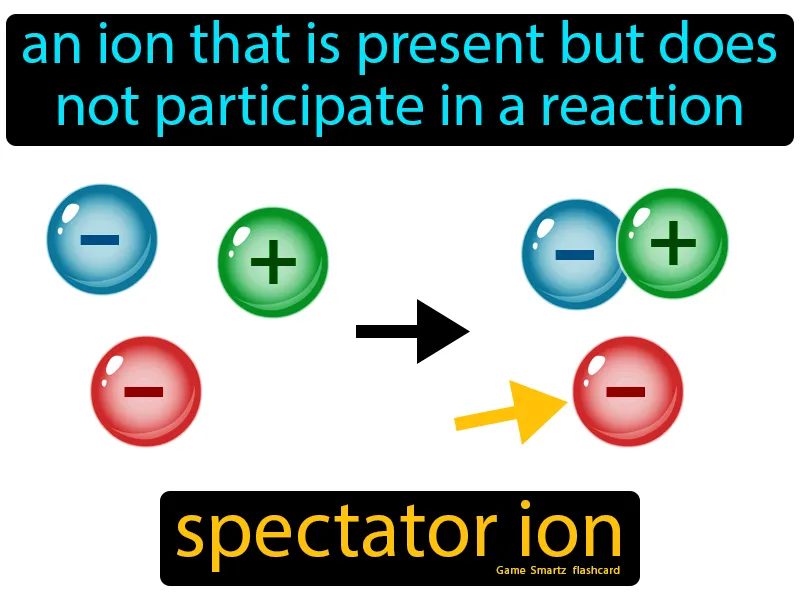 an ion that is present but does
not participate in a reaction
− +
− +
−
−
spectator ion
Game Smartz flashcard